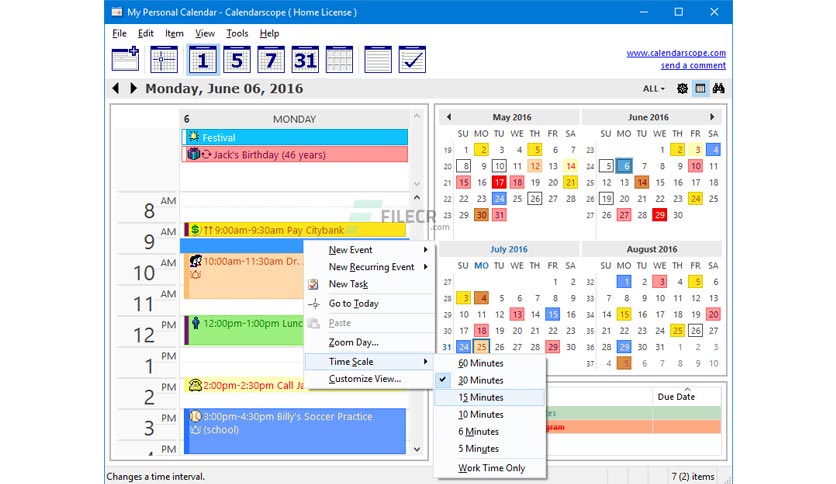 My Personal Calendar - Calendarscope ( Home License )
File Edit Item View Tools Help
1 5 7 31
www.calendarscope.com
send a comment
Monday, June 06, 2016
ALL
6 MONDAY
Festival
Jack's Birthday (46 years)
8 AM
9 AM
10 AM
11 AM
12 PM
1 PM
2 PM
3 PM
PM
9:00am-9:30am Pay Citybank
10:00am-11:30am Dr.
12:00pm-1:00pm Lunc
2:00pm-2:30pm Call Ja
3:00pm-4:30pm Billy's Soccer Practice
(school)
FILECR
.com
New Event
New Recurring Event
New Task
Go to Today
Paste
Zoom Day...
Time Scale
Customize View...
60 Minutes
30 Minutes
15 Minutes
10 Minutes
6 Minutes
5 Minutes
Work Time Only
May 2016
SU MO TU WE TH FR SA
19 1 2 3 4 5 6 7
20 8 9 10 11 12 13 14
21 15 16 17 18 19 20 21
22 22 23 24 25 26 27 28
23 29 30 31
June 2016
SU MO TU WE TH FR SA
23 1 2 3 4
24 5 6 7 8 9 10 11
25 12 13 14 15 16 17 18
26 19 20 21 22 23 24 25
27 26 27 28 29 30
July 2016
SU MO TU WE TH FR SA
27 1 2
28 3 4 5 6 7 8 9
29 10 11 12 13 14 15 16
30 17 18 19 20 21 22 23
31 24 25
August 2016
SU MO TU WE TH FR SA
32 1 2 3 4 5 6
33 7 8 9 10 11 12 13
34 14 15 16 17 18 19 20
35 21 22 23 24 25 26 27
36 28 29 30 31 1 2 3
37 4 5 6 7 8 9 10
Due Date
Changes a time interval.
7 (2) items